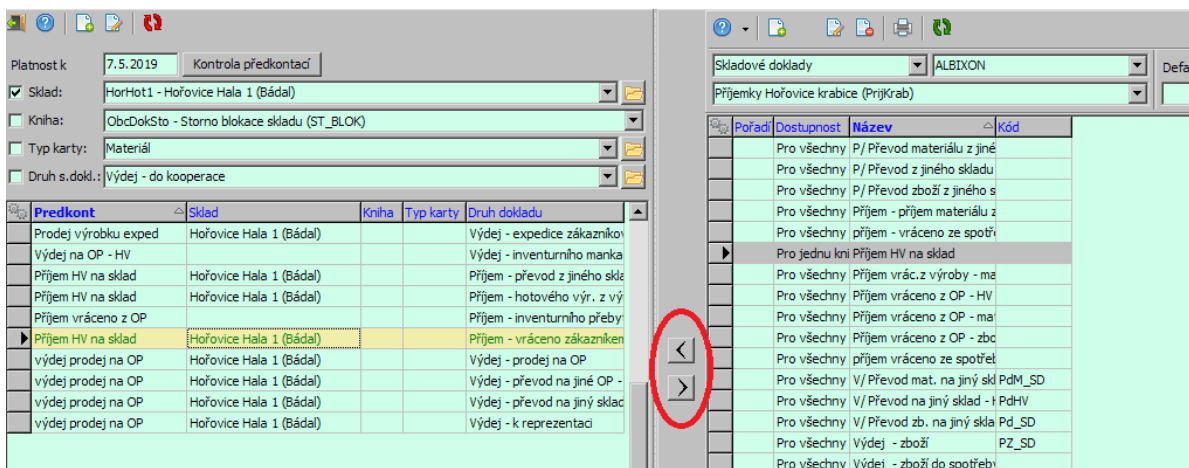 Platnost k 7.5.2019 Kontrola předkontací
Sklad: HorHot1 - Hořovice Hala 1 (Bádal)
Kniha: ObcDokSto - Storno blokace skladu (ST_BLOK)
Typ karty: Materiál
Druh s.dokl.: Výdej - do kooperace
Predkont Sklad Kniha Typ karty Druh dokladu
Prodej výrobku exped Hořovice Hala 1 (Bádal) Výdej - expedice zákazníkov
Výdej na OP - HV Výdej - inventurního manka
Příjem HV na sklad Hořovice Hala 1 (Bádal) Příjem - převod z jiného skla
Příjem HV na sklad Hořovice Hala 1 (Bádal) Příjem - hotového výr. z vý
Příjem vráceno z OP Příjem - inventurního přeby
Příjem HV na sklad Hořovice Hala 1 (Bádal) Příjem - vráceno zákazníkem
výdej prodej na OP Hořovice Hala 1 (Bádal) Výdej - prodej na OP
výdej prodej na OP Hořovice Hala 1 (Bádal) Výdej - převod na jiné OP -
výdej prodej na OP Hořovice Hala 1 (Bádal) Výdej - převod na jiný sklad
výdej prodej na OP Hořovice Hala 1 (Bádal) Výdej - k reprezentaci
<
>
Skladové doklady ALBIXON Defa
Příjemky Hořovice krabice (PrijKrab)
Pořadí Dostupnost Název Kód
Pro všechny P/ Převod materiálu z jiné
Pro všechny P/ Převod z jiného skladu
Pro všechny P/ Převod zboží z jiného s
Pro všechny Příjem - příjem materiálu z
Pro všechny příjem - vráceno ze spotře
Pro jednu kni Příjem HV na sklad
Pro všechny Příjem vrác.z výroby - ma
Pro všechny Příjem vráceno z OP - HV
Pro všechny Příjem vráceno z OP - mat
Pro všechny Příjem vráceno z OP - zbo
Pro všechny příjem vráceno ze spotřeb
Pro všechny V/ Převod mat. na jiný skl PdM_SD
Pro všechny V/ Převod na jiný sklad - H PdHV
Pro všechny V/ Převod zb. na jiný skla Pd_SD
Pro všechny Výdej - zboží PZ_SD
Pro všechny Výdej - zboží do spotřeby